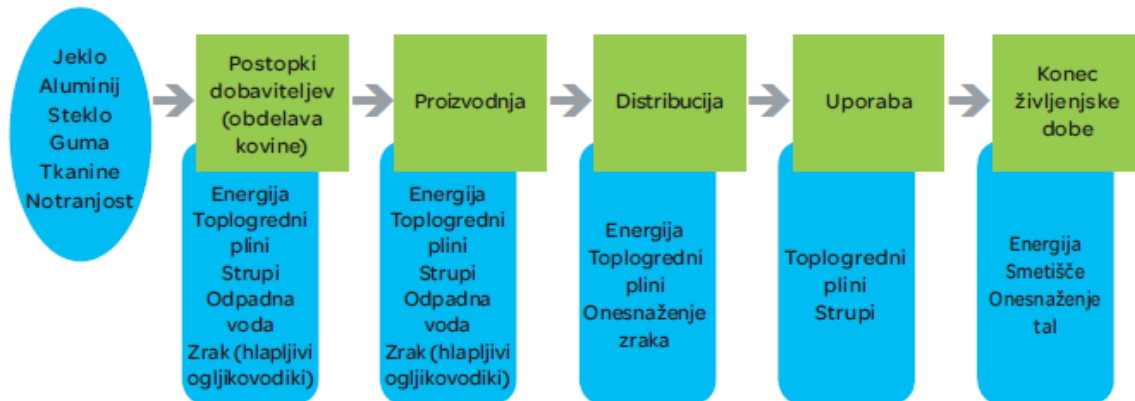 Jeklo
Aluminij
Steklo
Guma
Tkanine
Notranjost
Postopki
dobaviteljev
(obdelava
kovine)
Energija
Toplogredni
plini
Strupi
Odpadna
voda
Zrak (hlapljivi
ogljikovodiki)
Proizvodnja
Energija
Toplogredni
plini
Strupi
Odpadna
voda
Zrak (hlapljivi
ogljikovodiki)
Distribucija
Energija
Toplogredni
plini
Onesnaženje
zraka
Uporaba
Toplogredni
plini
Strupi
Konec
življenjske
dobe
Energija
Smetišče
Onesnaženje
tal